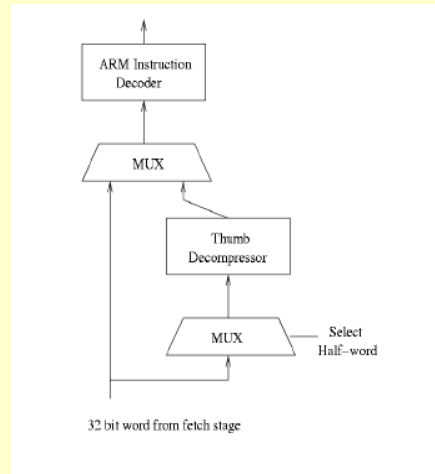 ARM Instruction
Decoder
MUX
Thumb
Decompressor
MUX
Select
Half-word
32 bit word from fetch stage